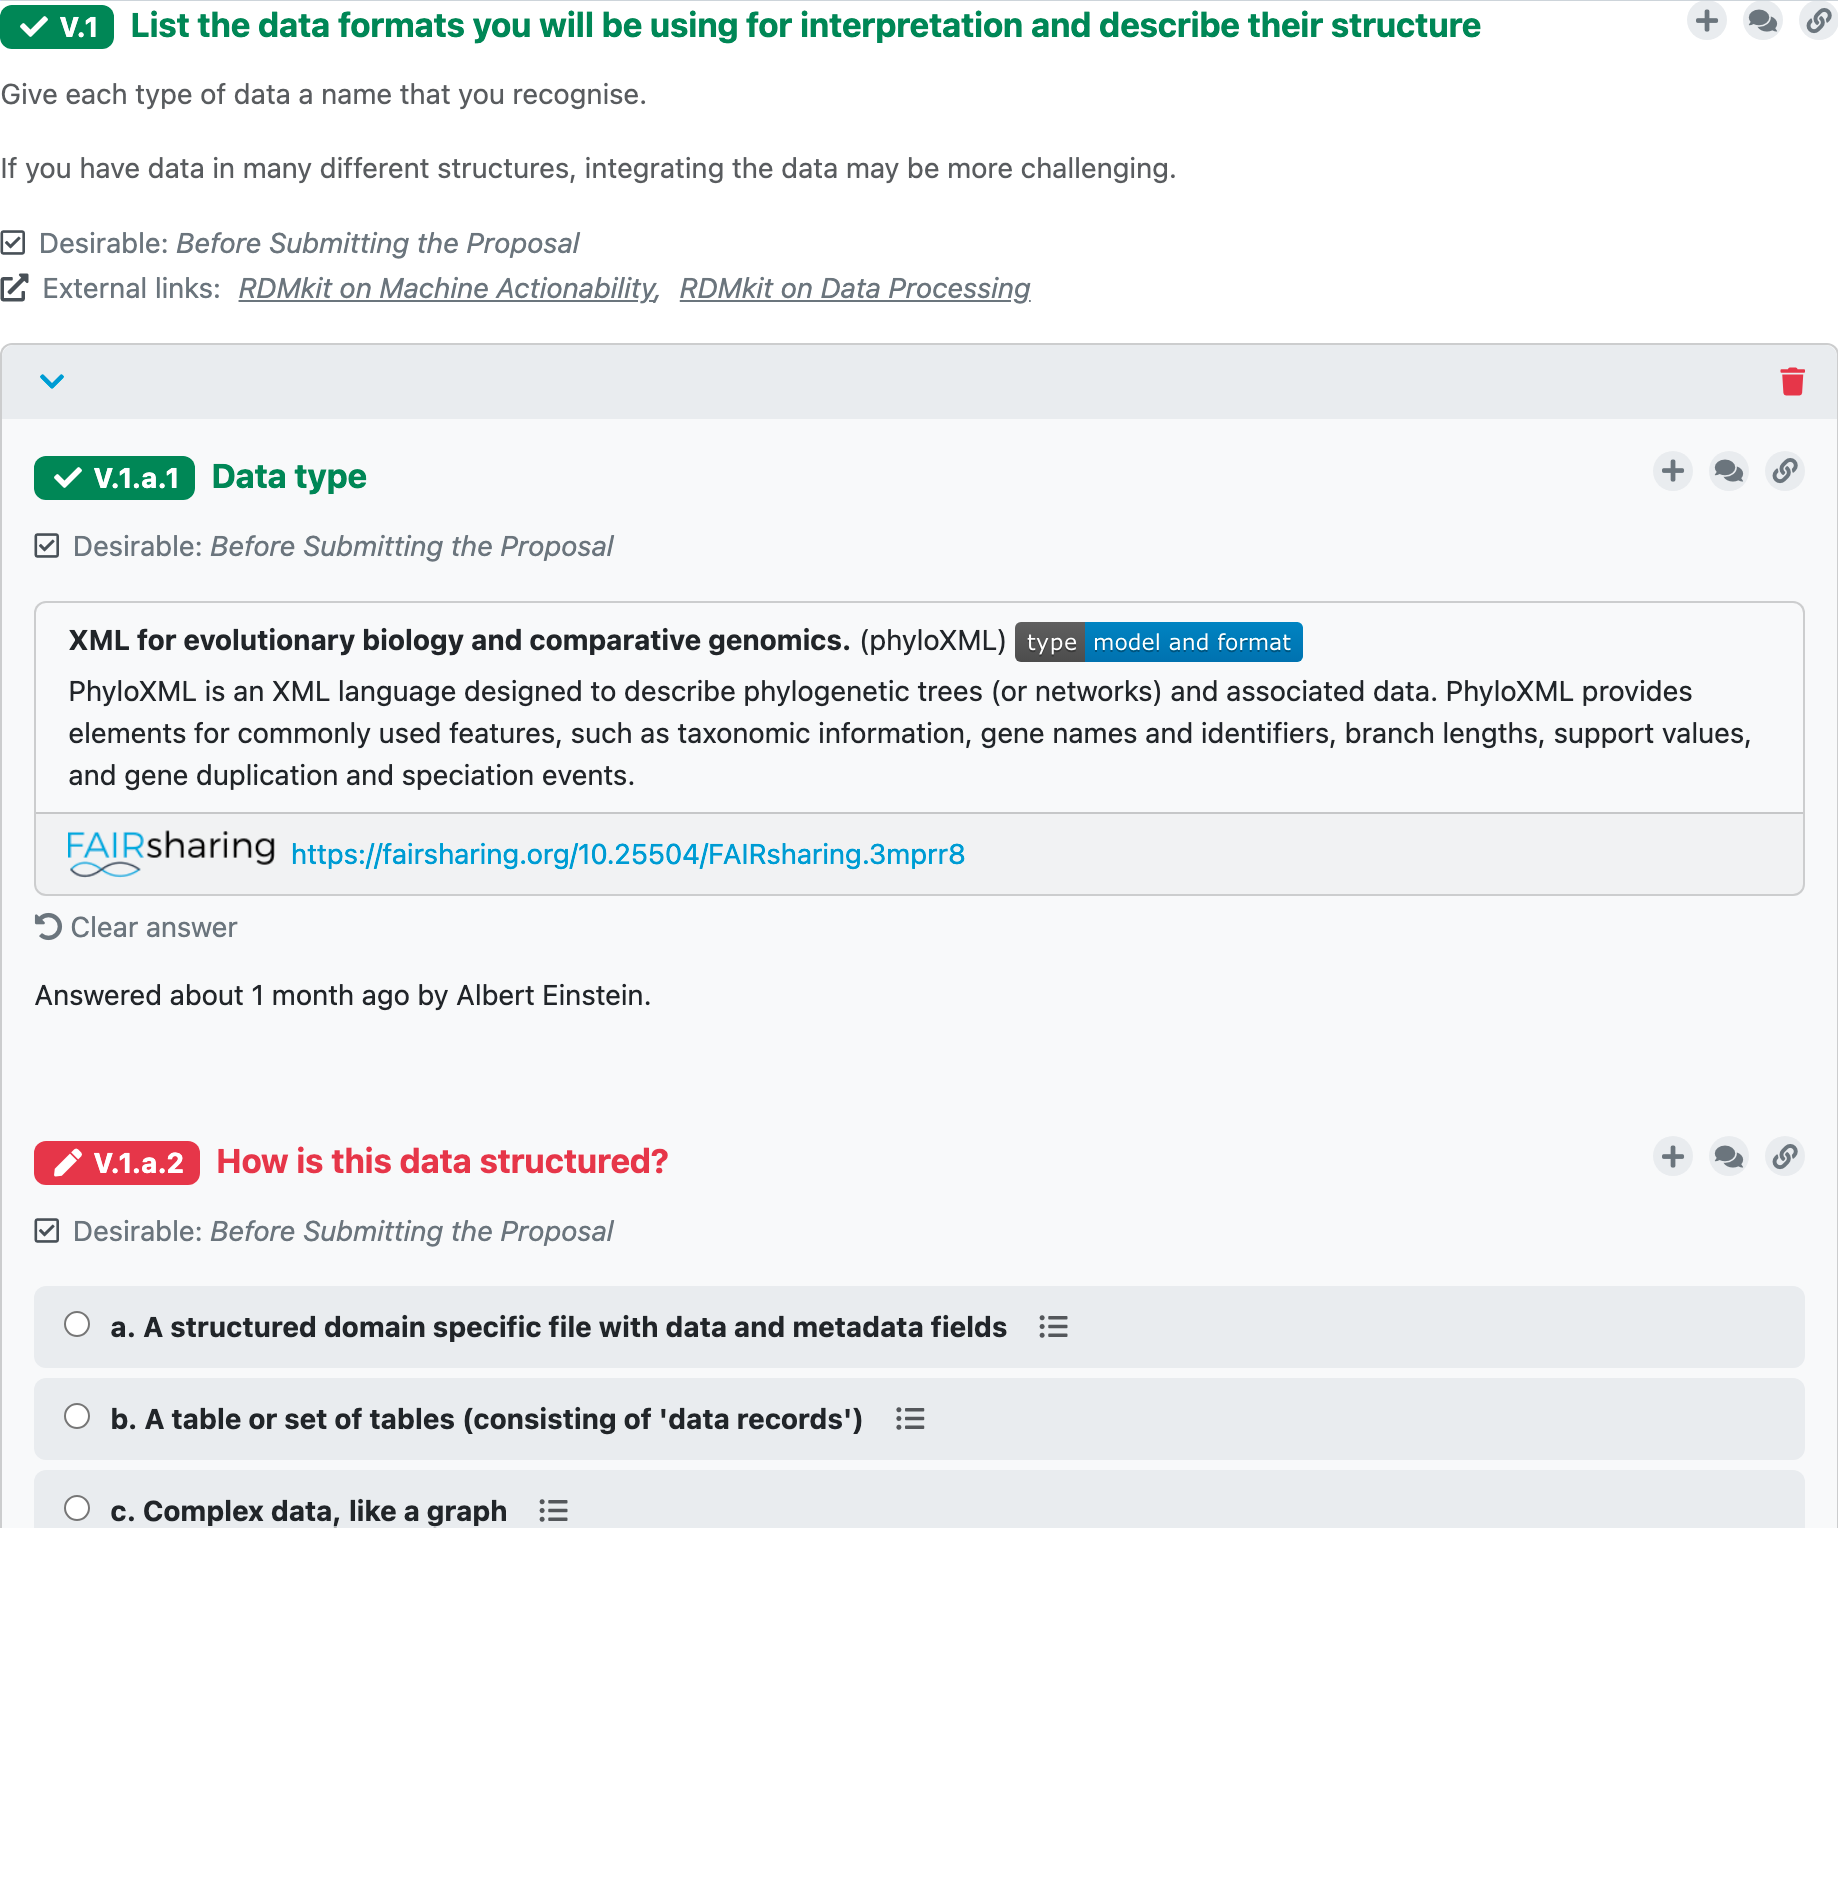 V.1 List the data formats you will be using for interpretation and describe their structure
Give each type of data a name that you recognise.
If you have data in many different structures, integrating the data may be more challenging.
Desirable: Before Submitting the Proposal
External links: RDMkit on Machine Actionability, RDMkit on Data Processing
V.1.a.1 Data type
Desirable: Before Submitting the Proposal
XML for evolutionary biology and comparative genomics. (phyloXML) type model and format
PhyloXML is an XML language designed to describe phylogenetic trees (or networks) and associated data. PhyloXML provides
elements for commonly used features, such as taxonomic information, gene names and identifiers, branch lengths, support values,
and gene duplication and speciation events.
FAIRsharing https://fairsharing.org/10.25504/FAIRsharing.3mprr8
Clear answer
Answered about 1 month ago by Albert Einstein.
V.1.a.2 How is this data structured?
Desirable: Before Submitting the Proposal
a. A structured domain specific file with data and metadata fields
b. A table or set of tables (consisting of 'data records')
c. Complex data, like a graph